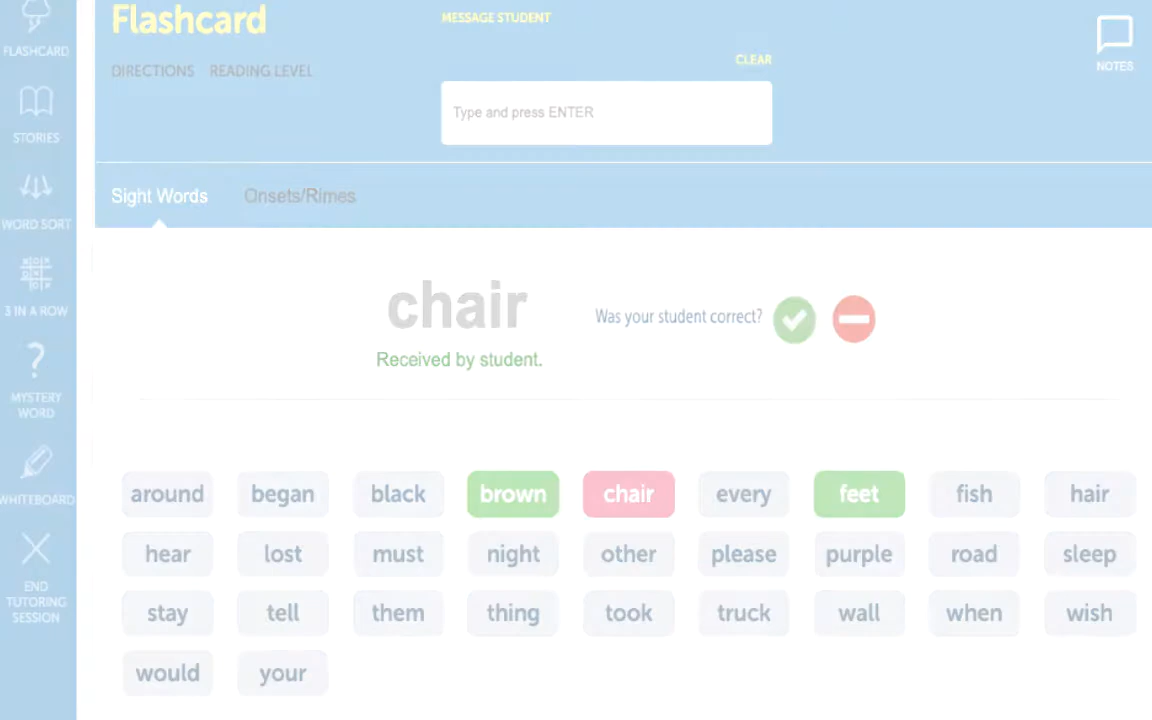 Flashcard
MESSAGE STUDENT
DIRECTIONS READING LEVEL
CLEAR
Type and press ENTER
NOTES
FLASHCARD
STORIES
WORD SORT
3 IN A ROW
MYSTERY
WORD
WHITEBOARD
END
TUTORING
SESSION
Sight Words Onsets/Rimes
chair
Was your student correct?
Received by student.
around began black brown chair every feet fish hair
hear lost must night other please purple road sleep
stay tell them thing took truck wall when wish
would your